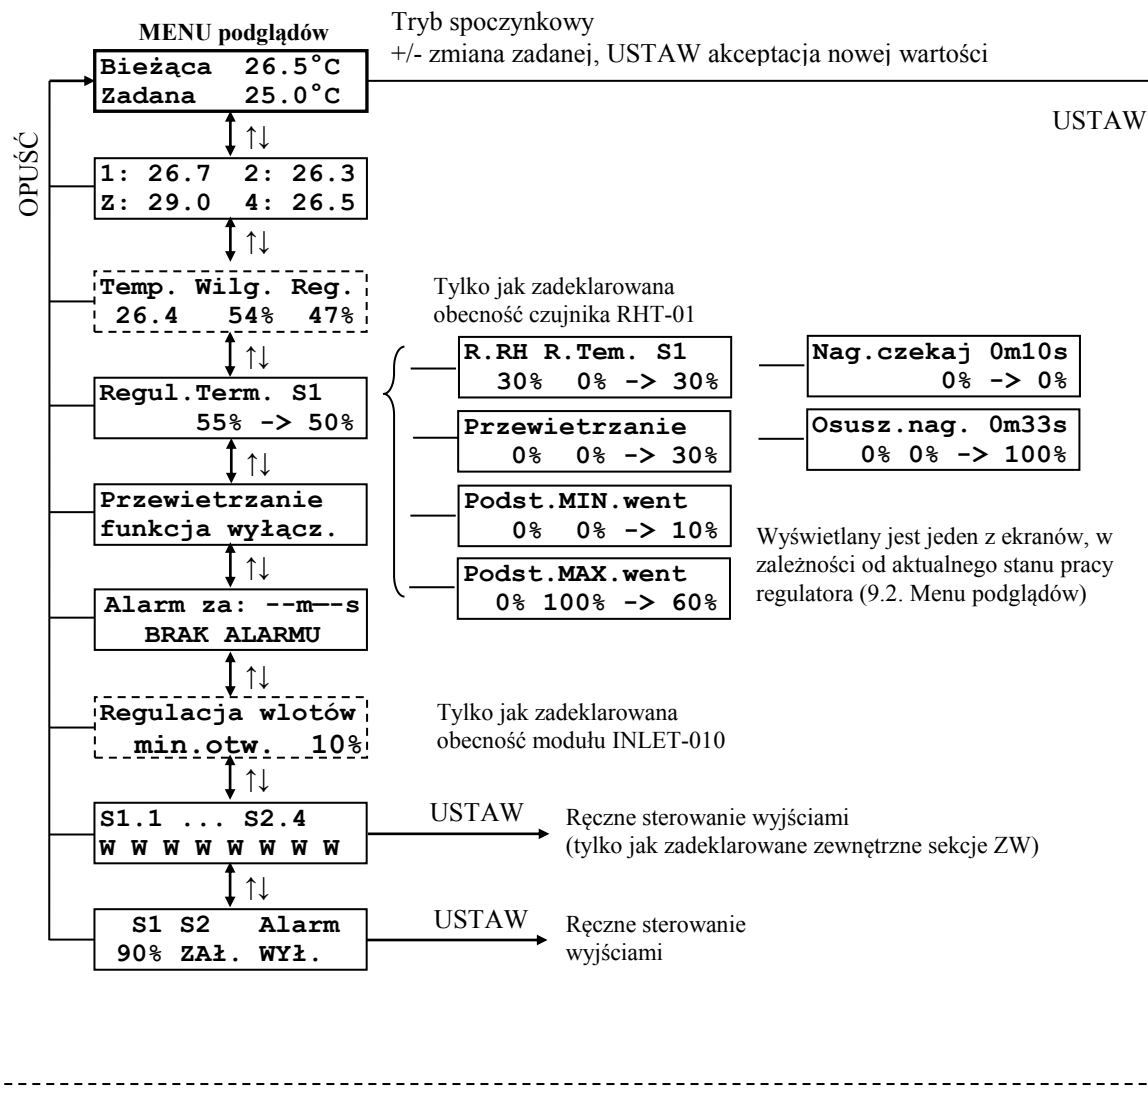 MENU podglądów
Tryb spoczynkowy
+/- zmiana zadanej, USTAW akceptacja nowej wartości
Bieżąca 26.5°C
Zadana 25.0°C
USTAW
OPUŚĆ
↑↓
1: 26.7 2: 26.3
Z: 29.0 4: 26.5
↑↓
Temp. Wilg. Reg.
26.4 54% 47%
Tylko jak zadeklarowana
obecność czujnika RHT-01
↑↓
Regul.Term. S1
55% -> 50%
R.RH R.Tem. S1
30% 0% -> 30%
Nag.czekaj 0m10s
0% -> 0%
↑↓
Przewietrzanie
0% 0% -> 30%
Osusz.nag. 0m33s
0% 0% -> 100%
Przewietrzanie
funkcja wyłącz.
Podst.MIN.went
0% 0% -> 10%
↑↓
Podst.MAX.went
0% 100% -> 60%
Wyświetlany jest jeden z ekranów, w
zależności od aktualnego stanu pracy
regulatora (9.2. Menu podglądów)
Alarm za: --m--s
BRAK ALARMU
↑↓
Regulacja wlotów
min.otw. 10%
Tylko jak zadeklarowana
obecność modułu INLET-010
↑↓
S1.1 ... S2.4
W W W W W W W W
USTAW
Ręczne sterowanie wyjściami
(tylko jak zadeklarowane zewnętrzne sekcje ZW)
↑↓
S1 S2 Alarm
90% ZAŁ. WYŁ.
USTAW
Ręczne sterowanie
wyjściami